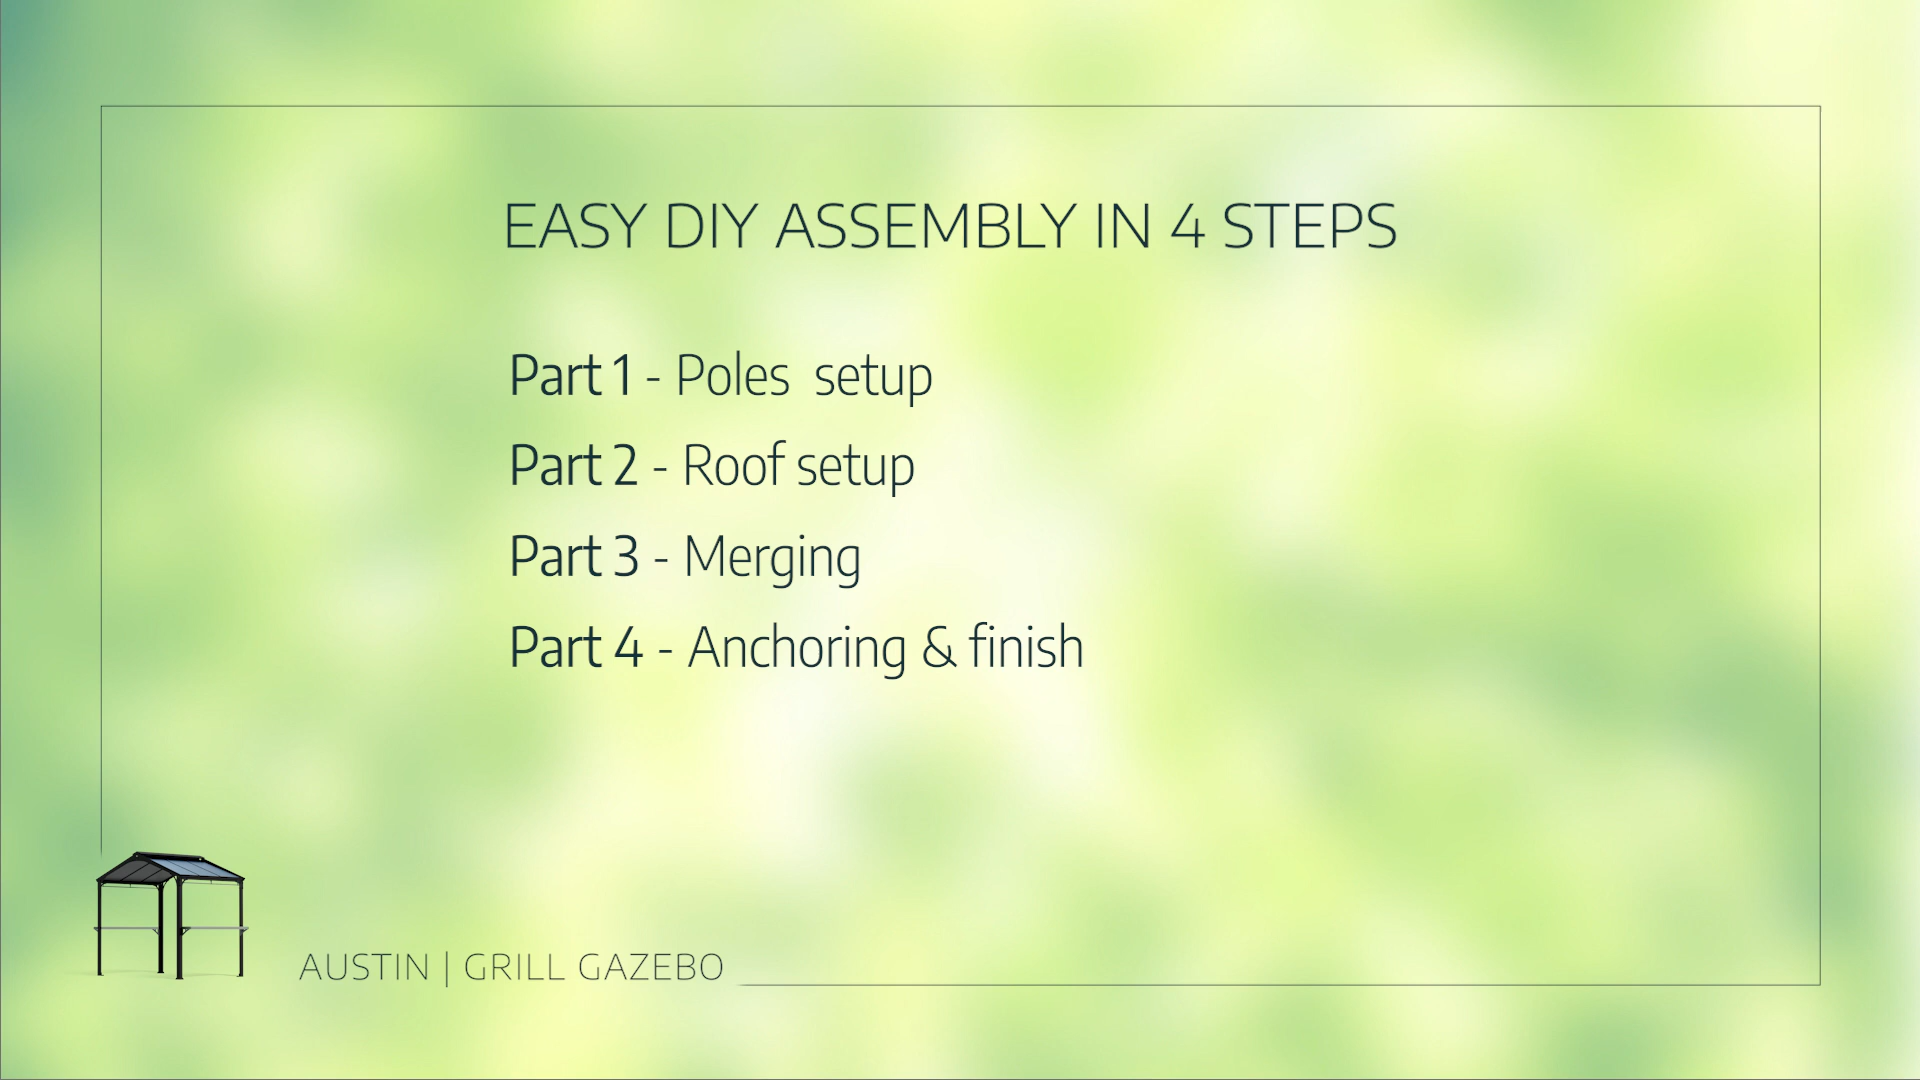 EASY DIY ASSEMBLY IN 4 STEPS
Part 1 - Poles  setup
Part 2 - Roof setup
Part 3 - Merging
Part 4 - Anchoring & finish
AUSTIN | GRILL GAZEBO